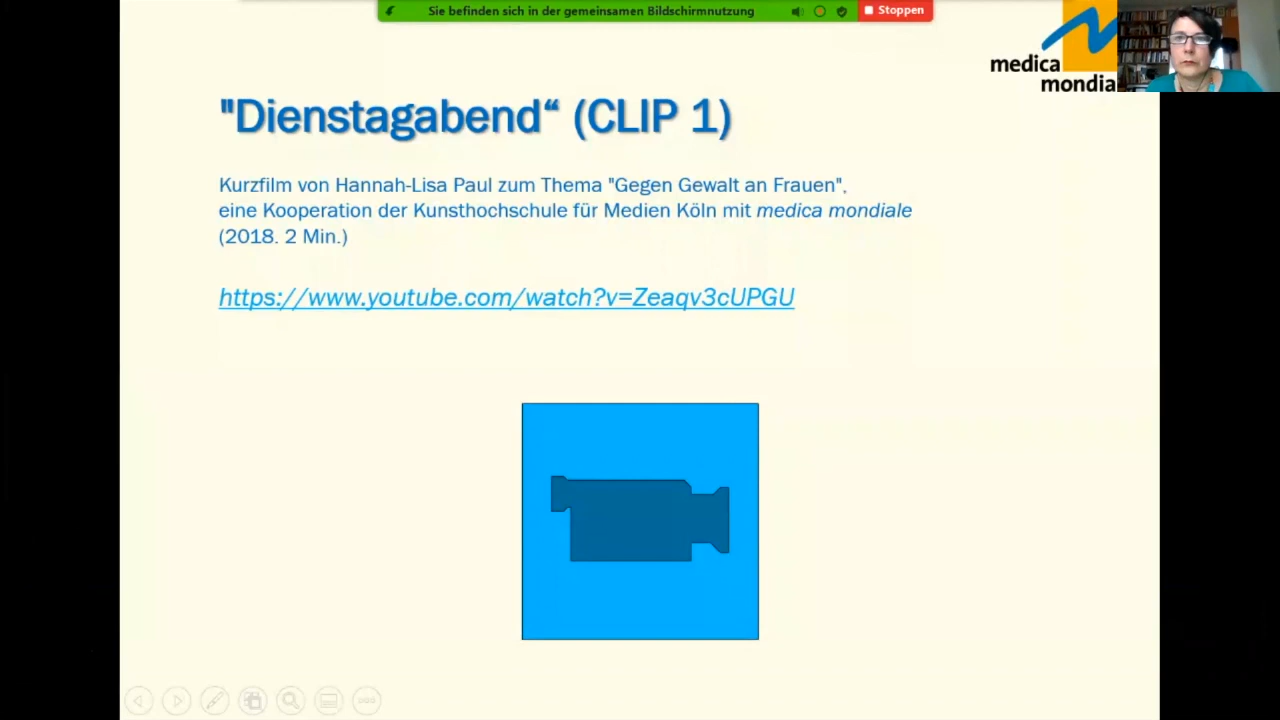 Sie befinden sich in der gemeinsamen Bildschirmnutzung
Stoppen
medica
mondia
"Dienstagabend“ (CLIP 1)
Kurzfilm von Hannah-Lisa Paul zum Thema "Gegen Gewalt an Frauen",
eine Kooperation der Kunsthochschule für Medien Köln mit medica mondiale
(2018. 2 Min.)
https://www.youtube.com/watch?v=Zeaqv3cUPGU